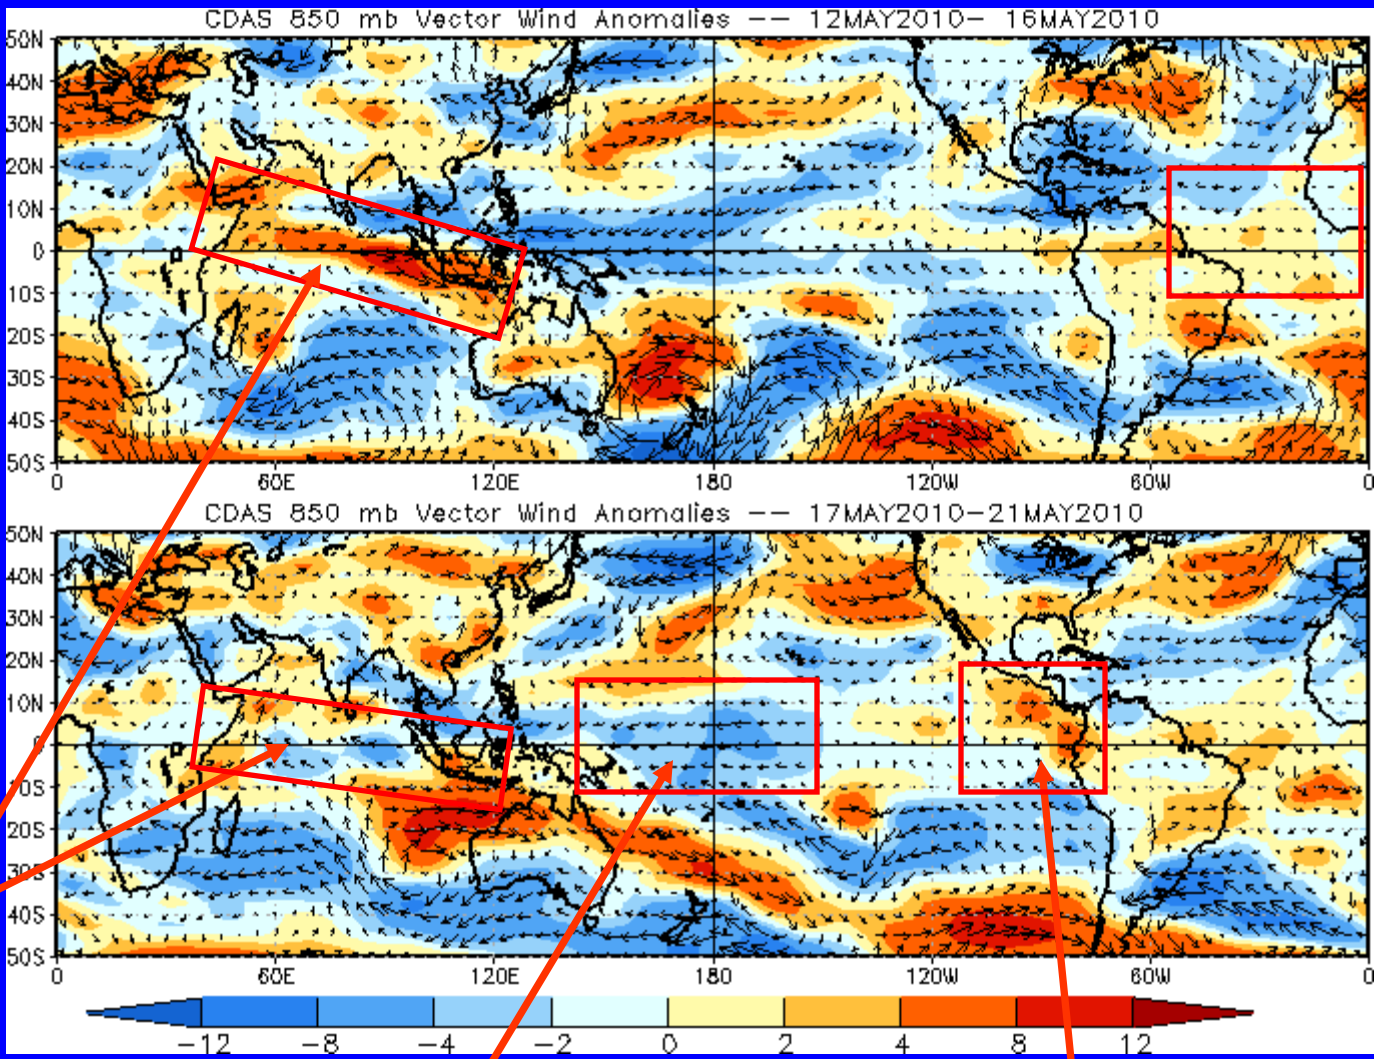 CDAS 850 mb Vector Wind Anomalies -- 12MAY2010- 16MAY2010
50N
40N
30N
20N
10N
0
10S
20S
30S
40S
50S
0 60E 120E 180 120W 60W 0
CDAS 850 mb Vector Wind Anomalies -- 17MAY2010-21MAY2010
50N
40N
30N
20N
10N
0
10S
20S
30S
40S
50S
0 60E 120E 180 120W 60W 0
-12 -8 -4 -2 0 2 4 8 12